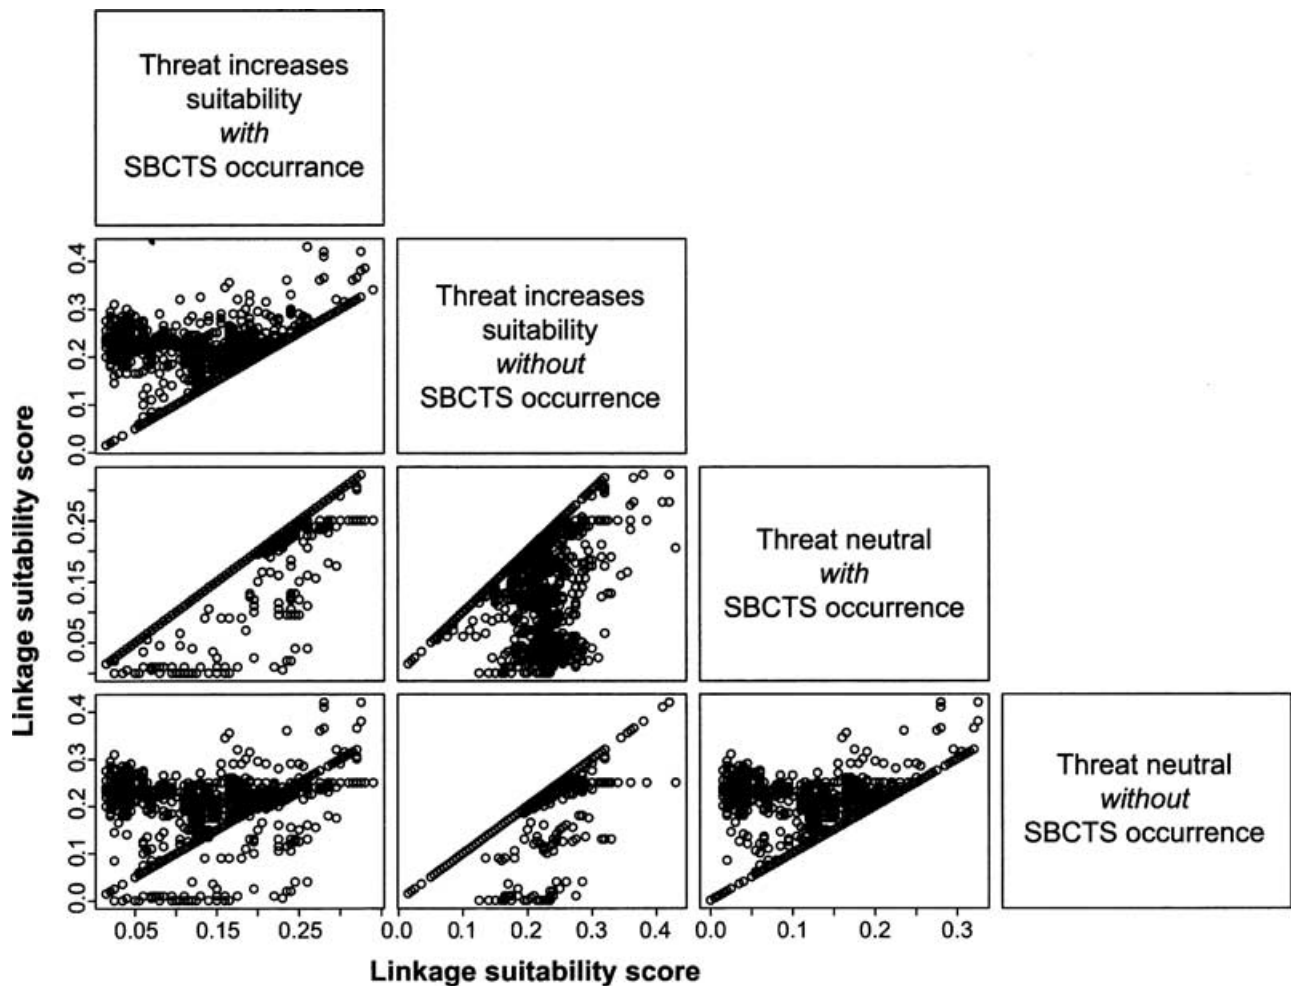 Threat increases
suitability
with
SBCTS occurrance
0.0 0.1 0.2 0.3 0.4
Threat increases
suitability
without
SBCTS occurrence
0.05 0.15 0.25
Threat neutral
with
SBCTS occurrence
0.0 0.1 0.2 0.3 0.4
Threat neutral
without
SBCTS occurrence
Linkage suitability score
0.05 0.15 0.25
0.0 0.1 0.2 0.3 0.4
0.0 0.1 0.2 0.3
Linkage suitability score